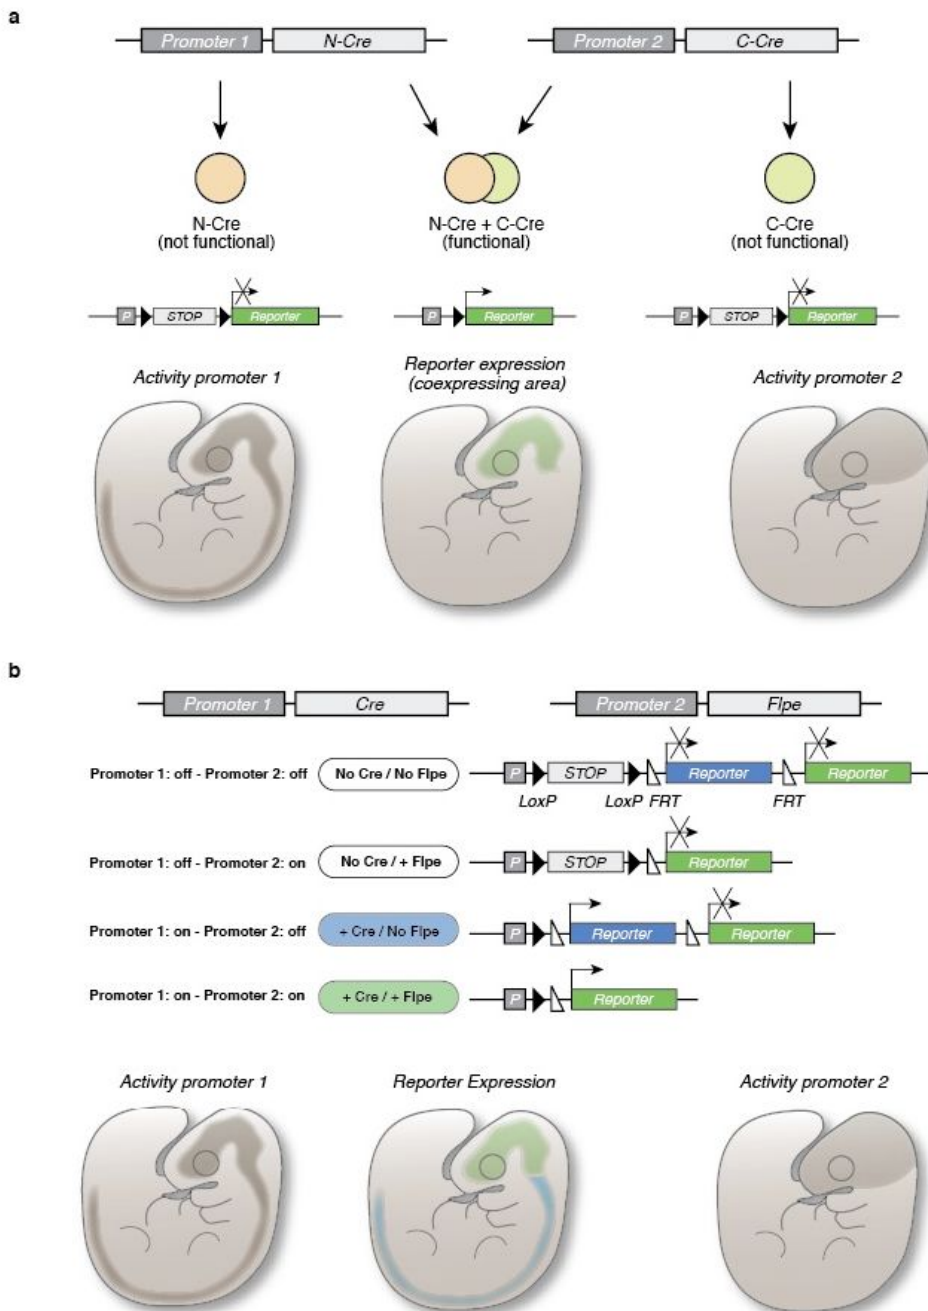 a
Promoter 1 N-Cre Promoter 2 C-Cre
N-Cre
(not functional)
N-Cre + C-Cre
(functional)
C-Cre
(not functional)
P STOP Reporter P Reporter P STOP Reporter
Activity promoter 1
Reporter expression
(coexpressing area)
Activity promoter 2
b
Promoter 1 Cre Promoter 2 Flpe
Promoter 1: off - Promoter 2: off No Cre / No Flpe P STOP Reporter Reporter
LoxP LoxP FRT FRT
Promoter 1: off - Promoter 2: on No Cre / + Flpe P STOP Reporter
Promoter 1: on - Promoter 2: off + Cre / No Flpe P Reporter Reporter
Promoter 1: on - Promoter 2: on + Cre / + Flpe P Reporter
Activity promoter 1 Reporter Expression Activity promoter 2